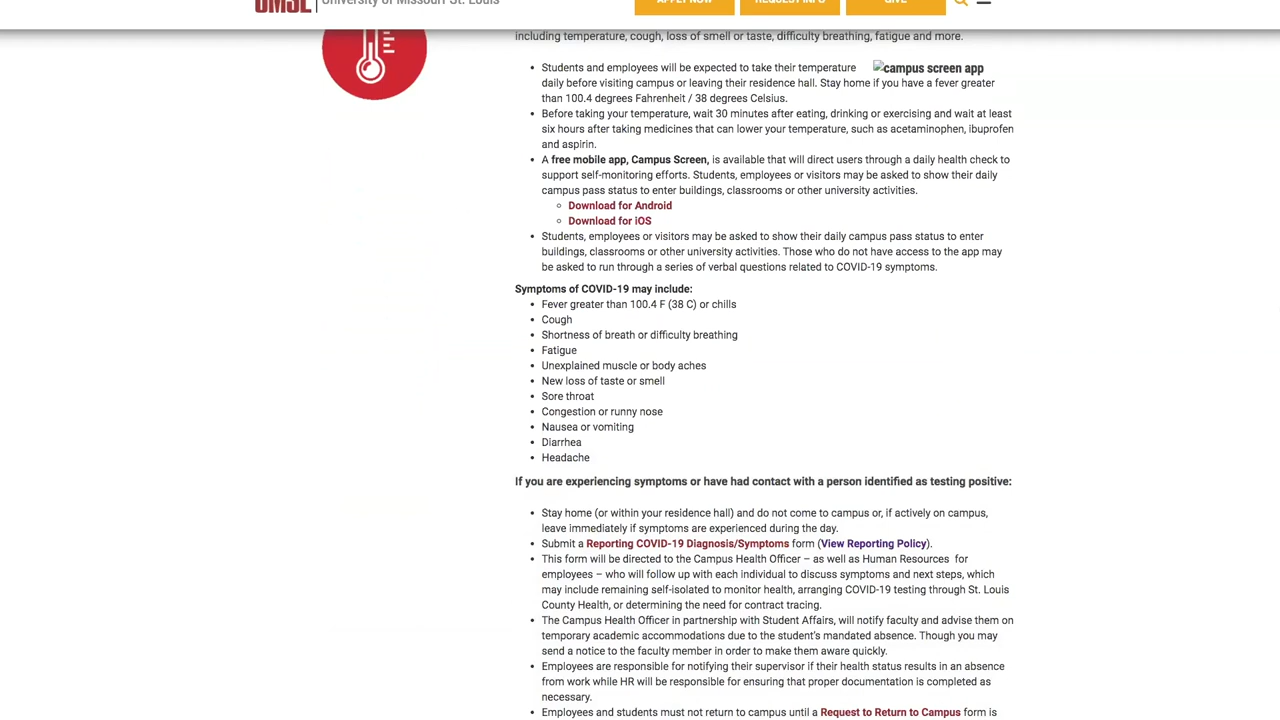 UMSL University of Missouri St. Louis APPLY NOW REQUEST INFO GIVE
including temperature, cough, loss of smell or taste, difficulty breathing, fatigue and more.
Students and employees will be expected to take their temperature
campus screen app
daily before visiting campus or leaving their residence hall. Stay home if you have a fever greater
than 100.4 degrees Fahrenheit / 38 degrees Celsius.
Before taking your temperature, wait 30 minutes after eating, drinking or exercising and wait at least
six hours after taking medicines that can lower your temperature, such as acetaminophen, ibuprofen
and aspirin.
A free mobile app, Campus Screen, is available that will direct users through a daily health check to
support self-monitoring efforts. Students, employees or visitors may be asked to show their daily
campus pass status to enter buildings, classrooms or other university activities.
Download for Android
Download for iOS
Students, employees or visitors may be asked to show their daily campus pass status to enter
buildings, classrooms or other university activities. Those who do not have access to the app may
be asked to run through a series of verbal questions related to COVID-19 symptoms.
Symptoms of COVID-19 may include:
Fever greater than 100.4 F (38 C) or chills
Cough
Shortness of breath or difficulty breathing
Fatigue
Unexplained muscle or body aches
New loss of taste or smell
Sore throat
Congestion or runny nose
Nausea or vomiting
Diarrhea
Headache
If you are experiencing symptoms or have had contact with a person identified as testing positive:
Stay home (or within your residence hall) and do not come to campus or, if actively on campus,
leave immediately if symptoms are experienced during the day.
Submit a Reporting COVID-19 Diagnosis/Symptoms form (View Reporting Policy).
This form will be directed to the Campus Health Officer – as well as Human Resources for
employees – who will follow up with each individual to discuss symptoms and next steps, which
may include remaining self-isolated to monitor health, arranging COVID-19 testing through St. Louis
County Health, or determining the need for contract tracing.
The Campus Health Officer in partnership with Student Affairs, will notify faculty and advise them on
temporary academic accommodations due to the student's mandated absence. Though you may
send a notice to the faculty member in order to make them aware quickly.
Employees are responsible for notifying their supervisor if their health status results in an absence
from work while HR will be responsible for ensuring that proper documentation is completed as
necessary.
Employees and students must not return to campus until a Request to Return to Campus form is